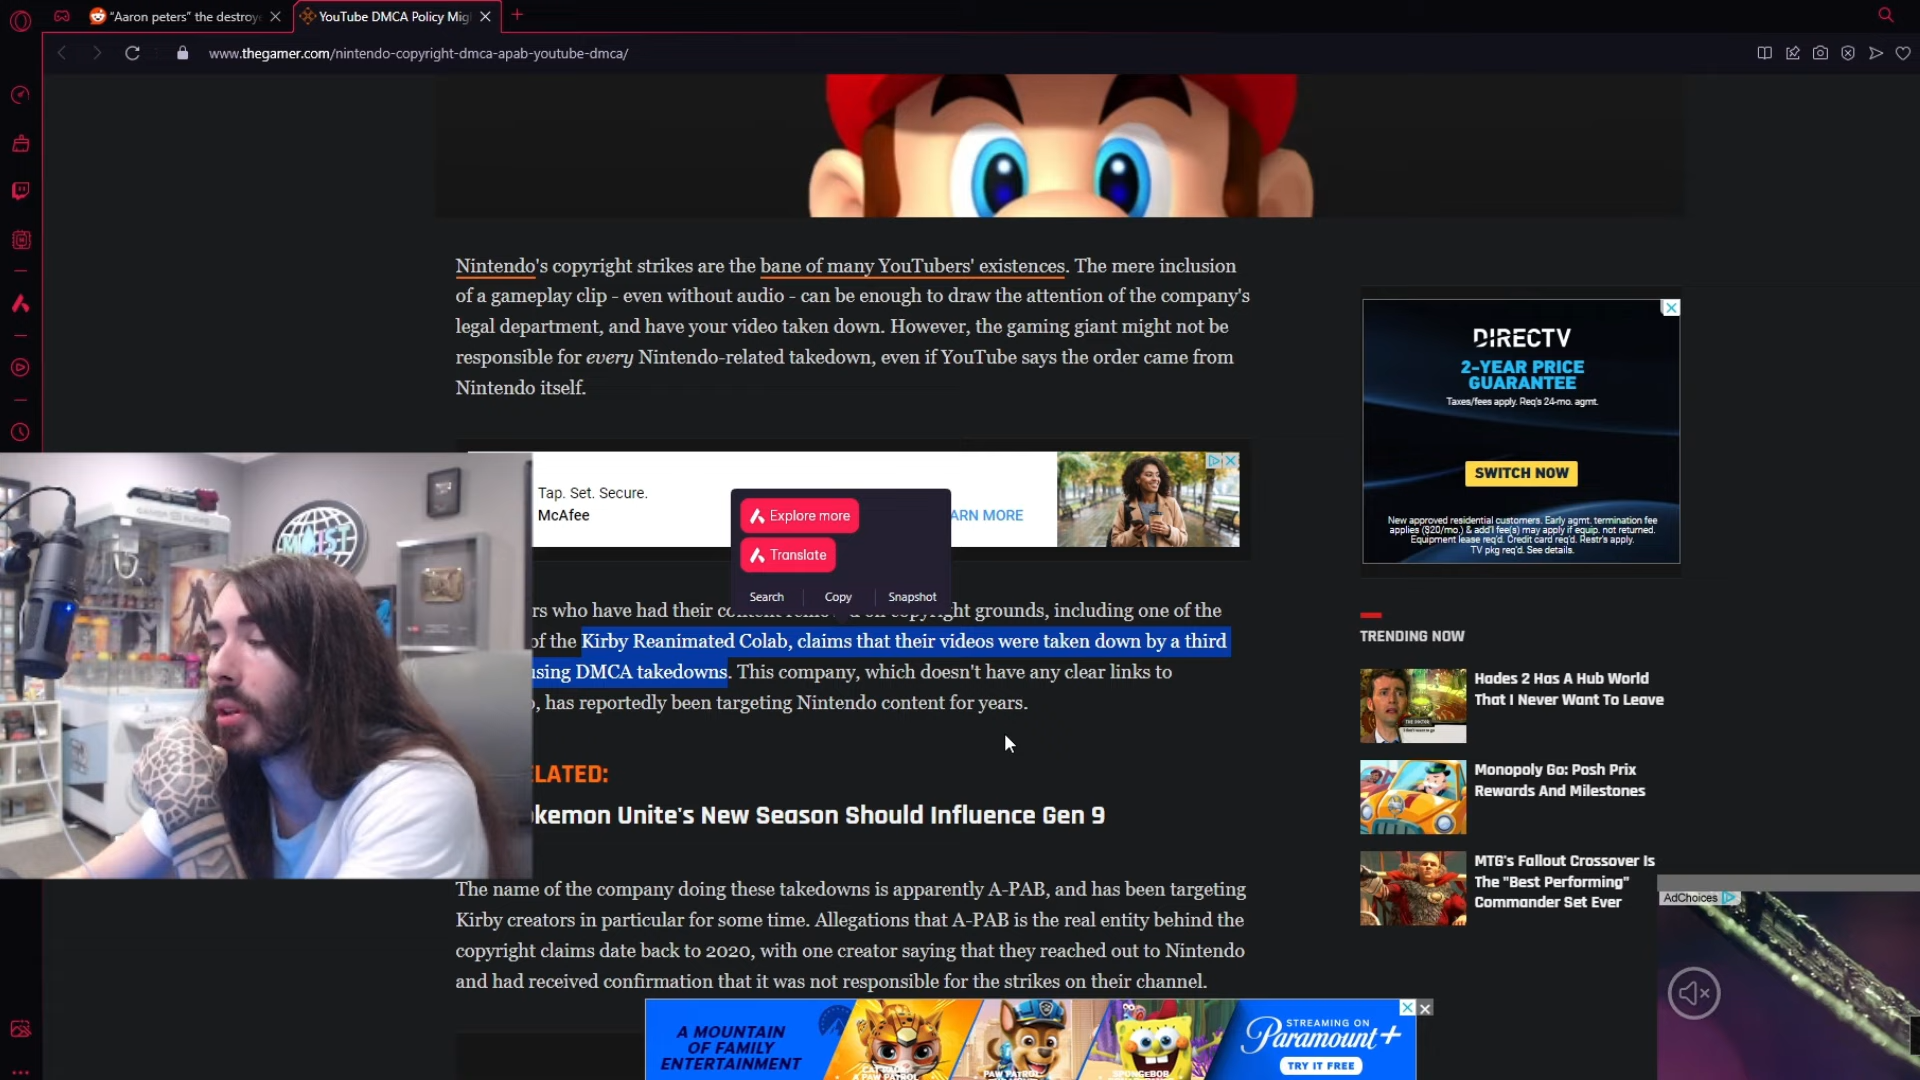 "Aaron peters" the destroye
YouTube DMCA Policy Mig
www.thegamer.com/nintendo-copyright-dmca-apab-youtube-dmca/
Nintendo's copyright strikes are the bane of many YouTubers' existences. The mere inclusion
of a gameplay clip - even without audio - can be enough to draw the attention of the company's
legal department, and have your video taken down. However, the gaming giant might not be
responsible for every Nintendo-related takedown, even if YouTube says the order came from
Nintendo itself.
Tap. Set. Secure.
McAfee
ARN MORE
Explore more
Translate
Search
Copy
Snapshot
rs who have had their content removed on copyright grounds, including one of the
of the Kirby Reanimated Colab, claims that their videos were taken down by a third
using DMCA takedowns. This company, which doesn't have any clear links to
, has reportedly been targeting Nintendo content for years.
ELATED:
okemon Unite's New Season Should Influence Gen 9
The name of the company doing these takedowns is apparently A-PAB, and has been targeting
Kirby creators in particular for some time. Allegations that A-PAB is the real entity behind the
copyright claims date back to 2020, with one creator saying that they reached out to Nintendo
and had received confirmation that it was not responsible for the strikes on their channel.
DIRECTV
2-YEAR PRICE
GUARANTEE
Taxes/fees apply. Req's 24-mo. agmt.
SWITCH NOW
New approved residential customers. Early agmt. termination fee
applies ($20/mo.) & add'l fee(s) may apply if equip. not returned.
Equipment lease req'd. Credit card req'd. Restr's apply.
TV pkg req'd. See details.
TRENDING NOW
Hades 2 Has A Hub World
That I Never Want To Leave
Monopoly Go: Posh Prix
Rewards And Milestones
MTG's Fallout Crossover Is
The "Best Performing"
Commander Set Ever
AdChoices
MOIST
A MOUNTAIN
OF FAMILY
ENTERTAINMENT
PAW PATROL
SPONGEBOB
STREAMING ON
Paramount+
TRY IT FREE